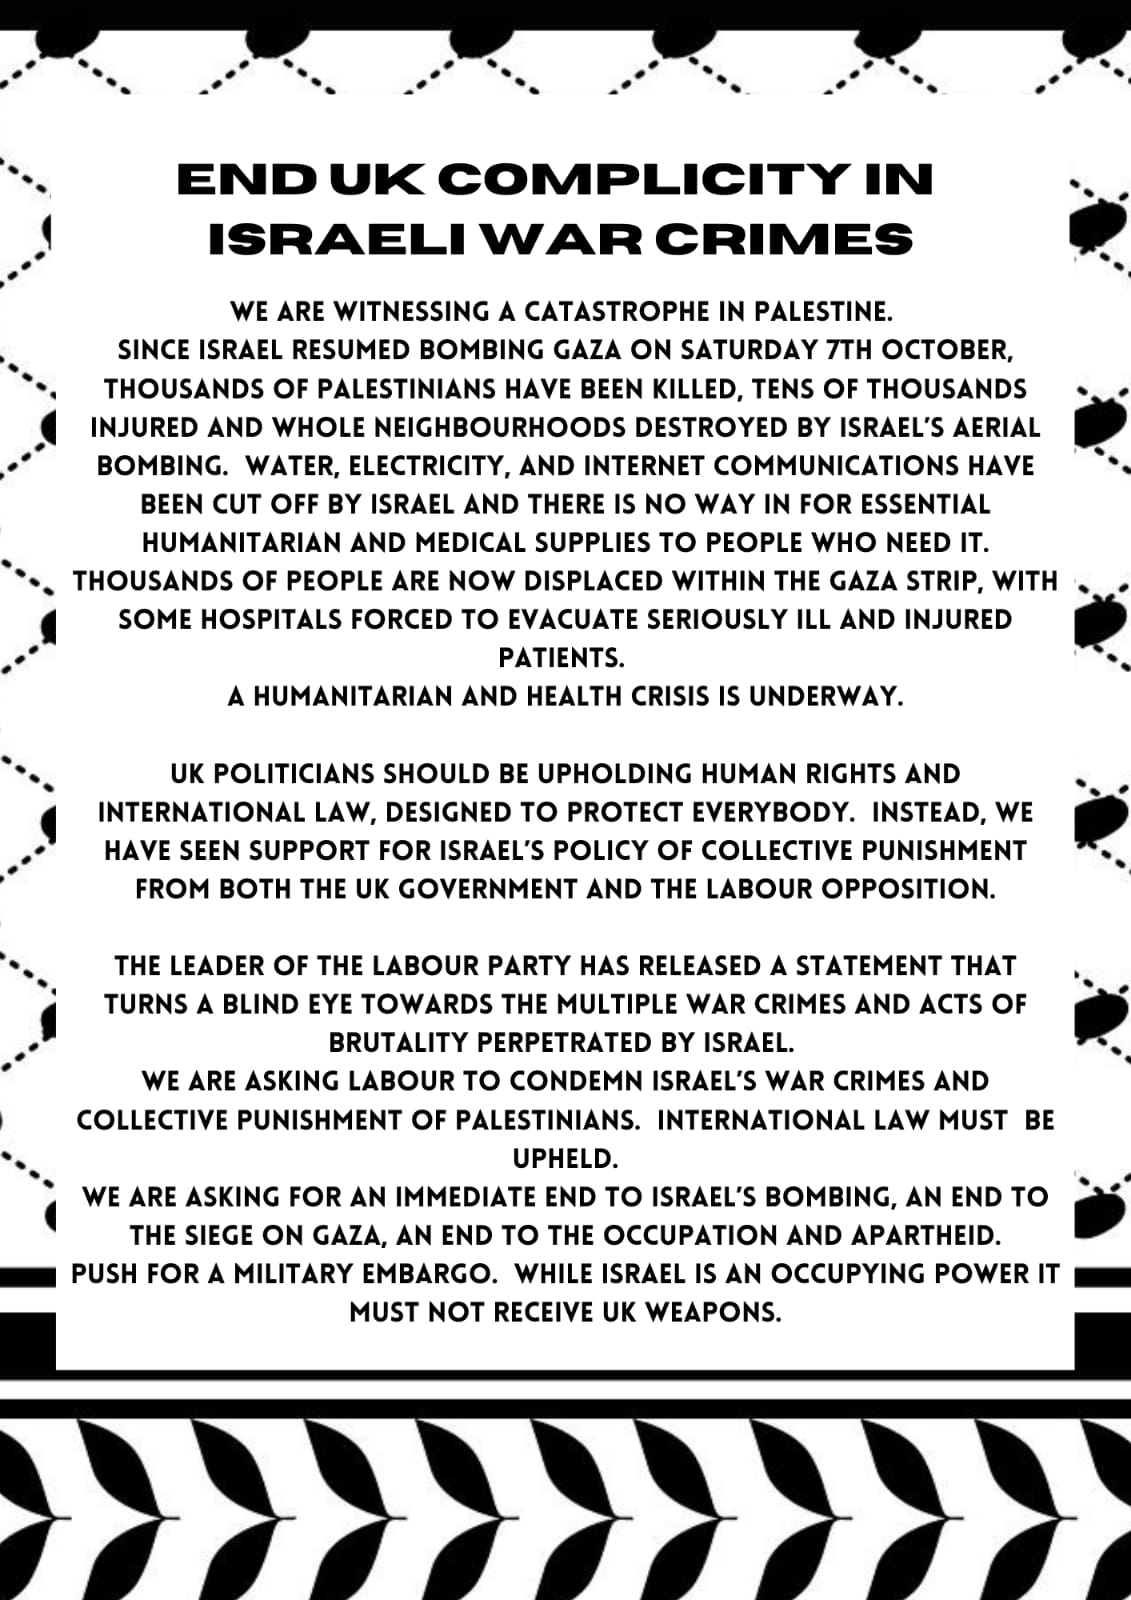 END UK COMPLICITY IN
ISRAELI WAR CRIMES
WE ARE WITNESSING A CATASTROPHE IN PALESTINE.
SINCE ISRAEL RESUMED BOMBING GAZA ON SATURDAY 7TH OCTOBER,
THOUSANDS OF PALESTINIANS HAVE BEEN KILLED, TENS OF THOUSANDS
INJURED AND WHOLE NEIGHBOURHOODS DESTROYED BY ISRAEL'S AERIAL
BOMBING. WATER, ELECTRICITY, AND INTERNET COMMUNICATIONS HAVE
BEEN CUT OFF BY ISRAEL AND THERE IS NO WAY IN FOR ESSENTIAL
HUMANITARIAN AND MEDICAL SUPPLIES TO PEOPLE WHO NEED IT.
THOUSANDS OF PEOPLE ARE NOW DISPLACED WITHIN THE GAZA STRIP, WITH
SOME HOSPITALS FORCED TO EVACUATE SERIOUSLY ILL AND INJURED
PATIENTS.
A HUMANITARIAN AND HEALTH CRISIS IS UNDERWAY.
UK POLITICIANS SHOULD BE UPHOLDING HUMAN RIGHTS AND
INTERNATIONAL LAW, DESIGNED TO PROTECT EVERYBODY. INSTEAD, WE
HAVE SEEN SUPPORT FOR ISRAEL'S POLICY OF COLLECTIVE PUNISHMENT
FROM BOTH THE UK GOVERNMENT AND THE LABOUR OPPOSITION.
THE LEADER OF THE LABOUR PARTY HAS RELEASED A STATEMENT THAT
TURNS A BLIND EYE TOWARDS THE MULTIPLE WAR CRIMES AND ACTS OF
BRUTALITY PERPETRATED BY ISRAEL.
WE ARE ASKING LABOUR TO CONDEMN ISRAEL'S WAR CRIMES AND
COLLECTIVE PUNISHMENT OF PALESTINIANS. INTERNATIONAL LAW MUST BE
UPHELD.
WE ARE ASKING FOR AN IMMEDIATE END TO ISRAEL'S BOMBING, AN END TO
THE SIEGE ON GAZA, AN END TO THE OCCUPATION AND APARTHEID.
PUSH FOR A MILITARY EMBARGO. WHILE ISRAEL IS AN OCCUPYING POWER IT
MUST NOT RECEIVE UK WEAPONS.